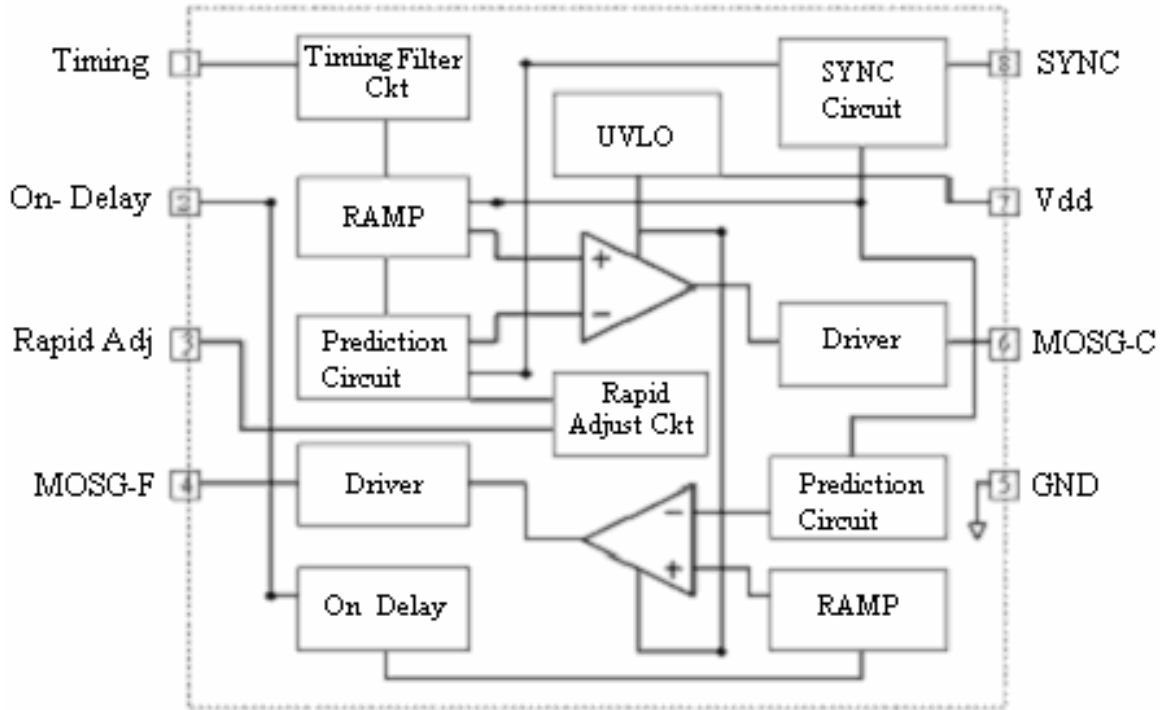 Timing
1
Timing Filter
Ckt
SYNC
Circuit
8
SYNC
UVLO
On- Delay
2
RAMP
7
Vdd
+
−
Rapid Adj
3
Prediction
Circuit
Driver
6
MOSG-C
Rapid
Adjust Ckt
MOSG-F
4
Driver
−
+
Prediction
Circuit
5
GND
On Delay
RAMP